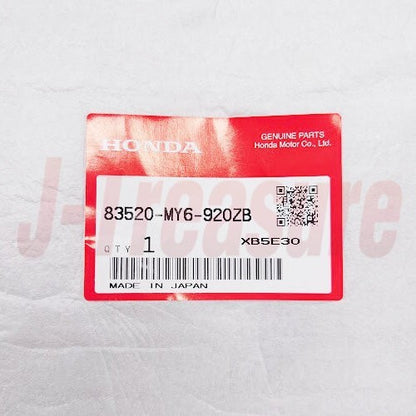 HONDA
GENUINE PARTS
Honda Motor Co., Ltd.
83520-MY6-920ZB
QTY 1
XB5E30
MADE IN JAPAN
J-Treasure